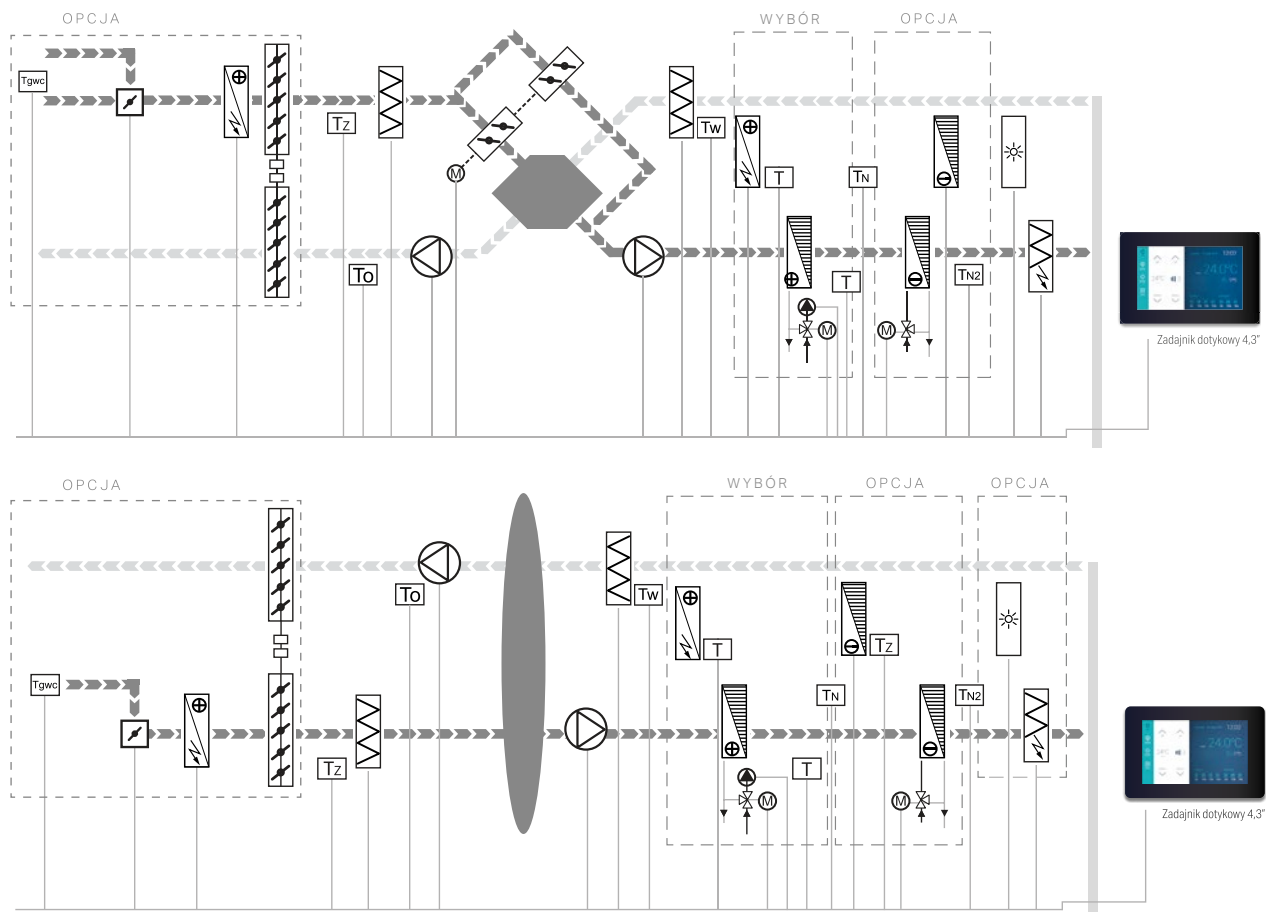 OPCJA
WYBÓR
OPCJA
Tgwc
TZ
TW
M
T
TN
To
T
TN2
M
M
Zadajnik dotykowy 4,3"
OPCJA
WYBÓR
OPCJA
OPCJA
To
TW
T
TZ
Tgwc
TN
TN2
TZ
T
M
M
Zadajnik dotykowy 4,3"